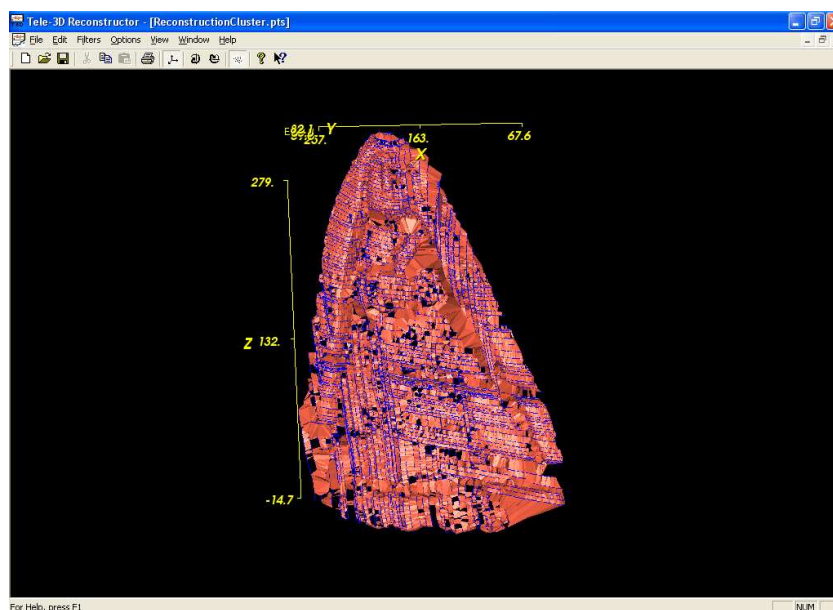 Tele-3D Reconstructor - [ReconstructionCluster.pts]
File Edit Filters Options View Window Help
Y
163.
67.6
X
279.
Z 132.
-14.7
For Help, press F1
NUM